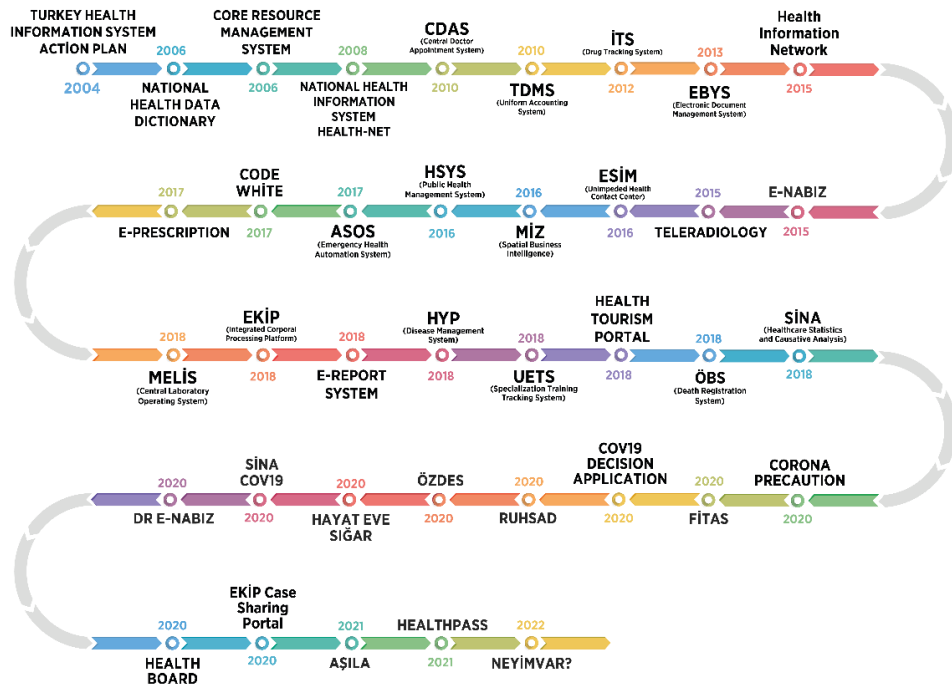 TURKEY HEALTH
INFORMATION SYSTEM
ACTION PLAN
2004
2006
NATIONAL
HEALTH DATA
DICTIONARY
CORE RESOURCE
MANAGEMENT
SYSTEM
2006
2008
NATIONAL HEALTH
INFORMATION
SYSTEM
HEALTH-NET
CDAS
(Central Doctor
Appointment System)
2010
2010
TDMS
(Uniform Accounting
System)
İTS
(Drug Tracking System)
2012
2013
EBYS
(Electronic Document
Management System)
Health
Information
Network
2015
E-NABIZ
2015
2015
TELERADIOLOGY
ESİM
(Unimpeded Health
Contact Center)
2016
2016
MİZ
(Spatial Business
Intelligence)
HSYS
(Public Health
Management System)
2016
2017
ASOS
(Emergency Health
Automation System)
CODE
WHİTE
2017
2017
E-PRESCRIPTION
2018
MELİS
(Central Laboratory
Operating System)
EKİP
(Integrated Corporal
Processing Platform)
2018
2018
E-REPORT
SYSTEM
HYP
(Disease Management
System)
2018
2018
UETS
(Specialization Training
Tracking System)
HEALTH
TOURISM
PORTAL
2018
2018
ÖBS
(Death Registration
System)
SİNA
(Healthcare Statistics
and Causative Analysis)
2018
CORONA
PRECAUTION
2020
2020
FİTAS
COV19
DECISION
APPLICATION
2020
2020
RUHSAD
ÖZDES
2020
2020
HAYAT EVE
SIĞAR
SİNA
COV19
2020
2020
DR E-NABIZ
2020
HEALTH
BOARD
EKİP Case
Sharing
Portal
2020
2021
AŞILA
HEALTHPASS
2021
2022
NEYİMVAR?